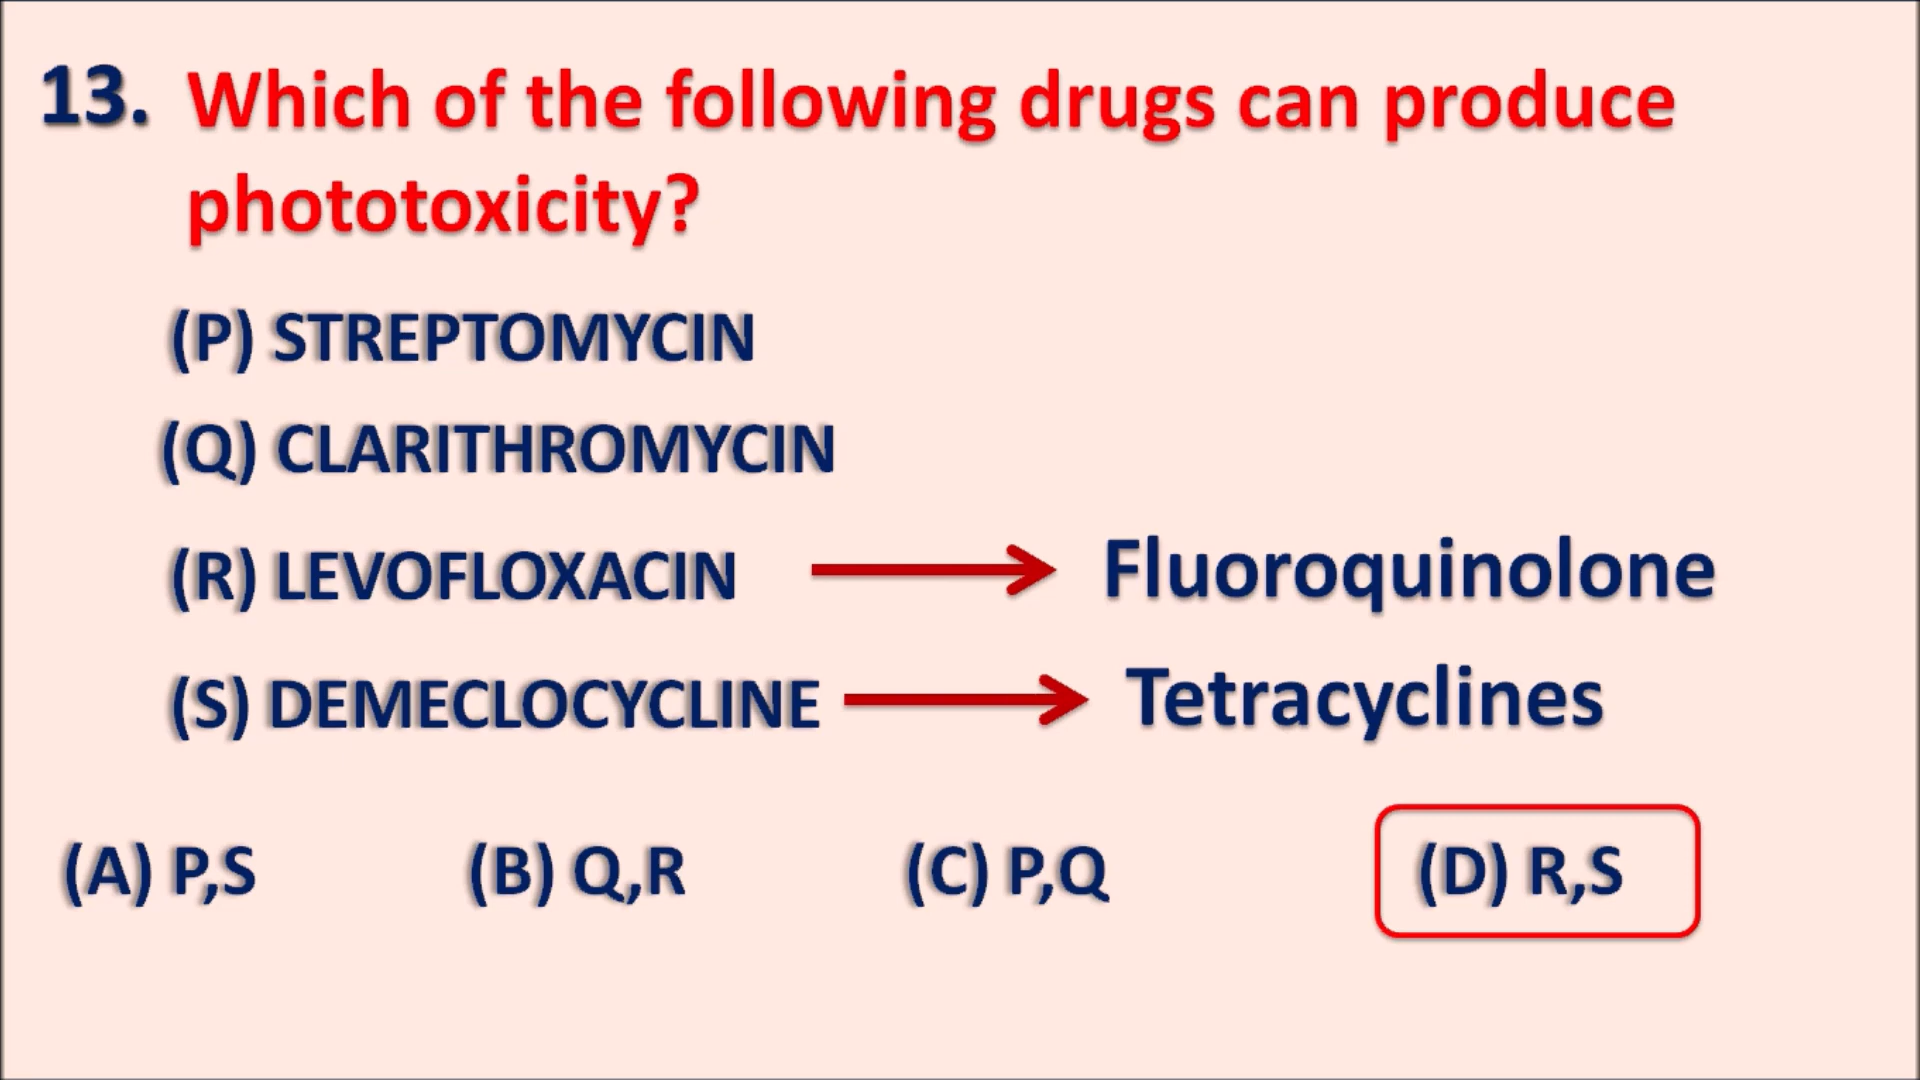 13. Which of the following drugs can produce
phototoxicity?
(P) STREPTOMYCIN
(Q) CLARITHROMYCIN
(R) LEVOFLOXACIN Fluoroquinolone
(S) DEMECLOCYCLINE Tetracyclines
(A) P,S (B) Q,R (C) P,Q (D) R,S